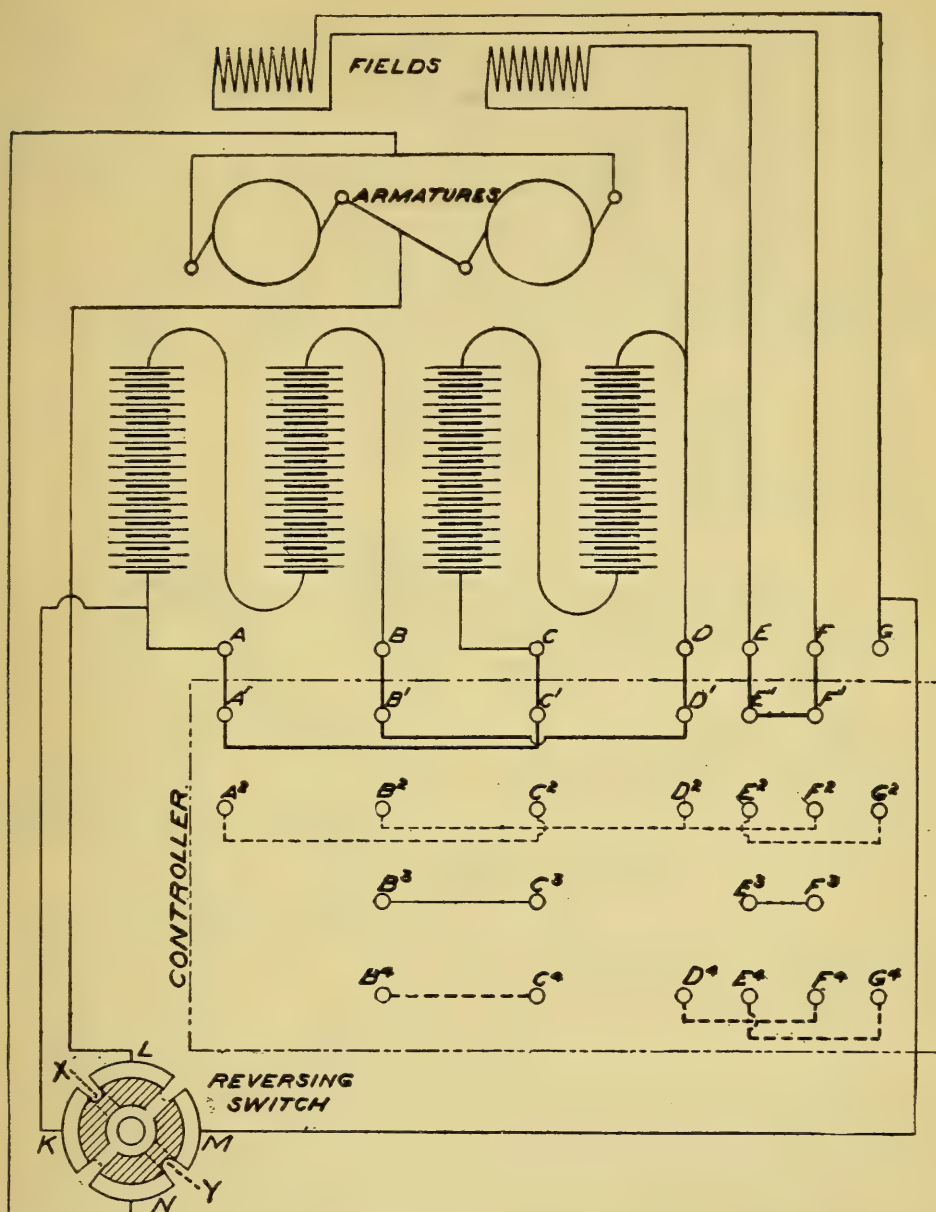 FIELDS
ARMATURES
A B C D E F G
A' B' C' D' E' F'
A² B² C² D² E² F² G²
CONTROLLER
B³ C³ E³ F³
B⁴ C⁴ D⁴ E⁴ F⁴ G⁴
L
X
REVERSING
SWITCH
K M
Y
N